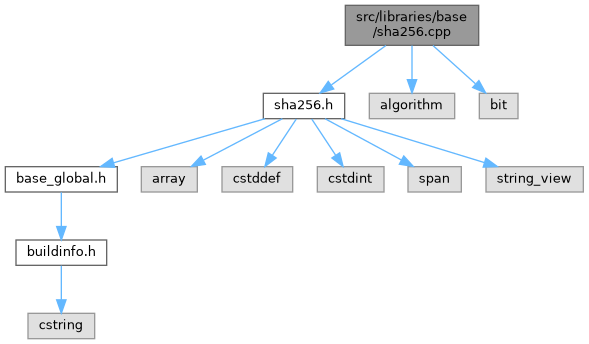 src/libraries/base
/sha256.cpp
sha256.h
algorithm
bit
base_global.h
array
cstddef
cstdint
span
string_view
buildinfo.h
cstring